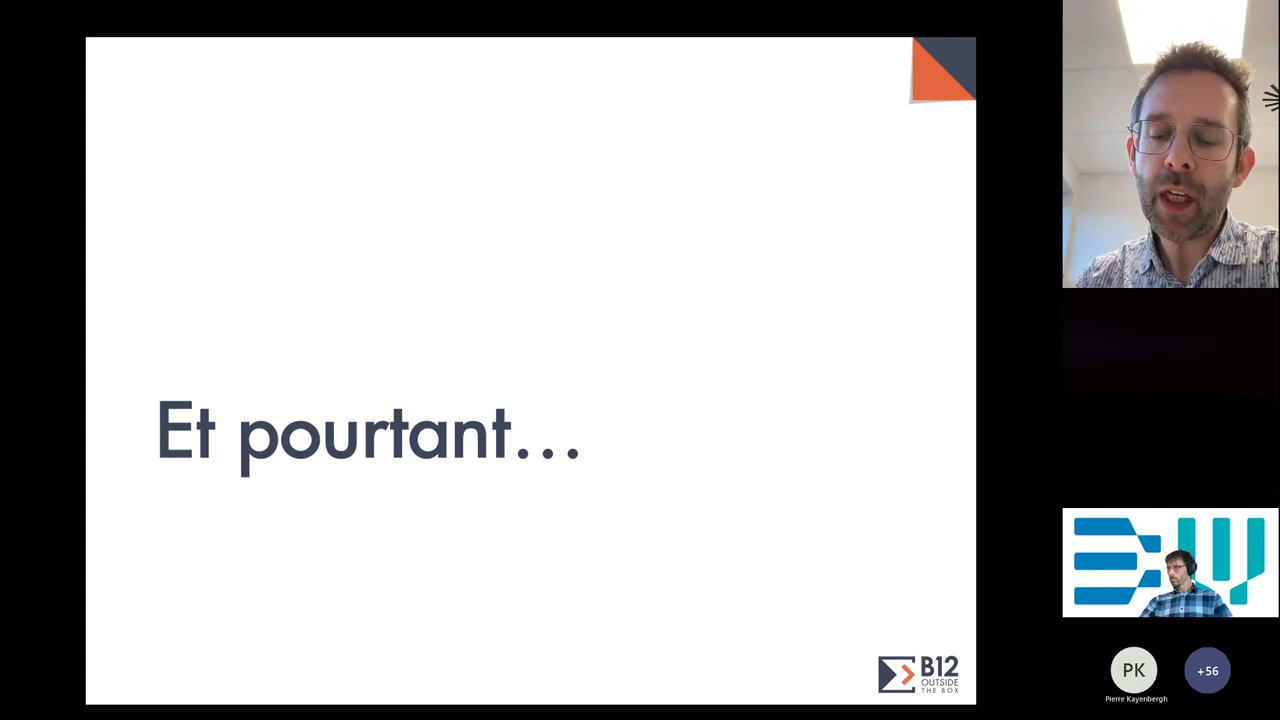 Et pourtant...
B12
OUTSIDE
THE BOX
PK
+56
Pierre Kayenbergh